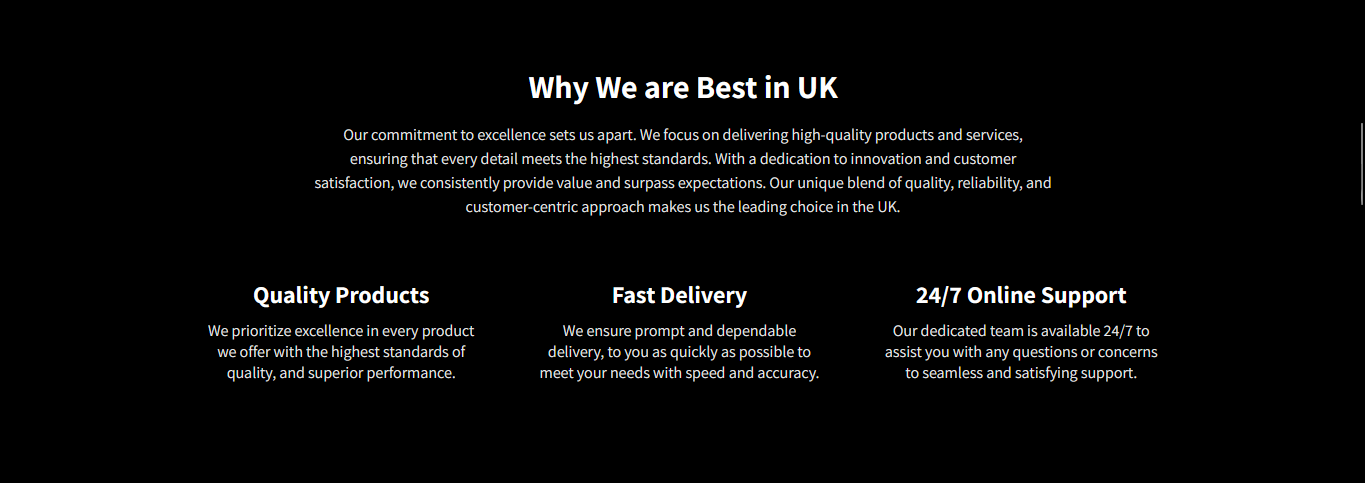 Why We are Best in UK
Our commitment to excellence sets us apart. We focus on delivering high-quality products and services,
ensuring that every detail meets the highest standards. With a dedication to innovation and customer
satisfaction, we consistently provide value and surpass expectations. Our unique blend of quality, reliability, and
customer-centric approach makes us the leading choice in the UK.
Quality Products
We prioritize excellence in every product
we offer with the highest standards of
quality, and superior performance.
Fast Delivery
We ensure prompt and dependable
delivery, to you as quickly as possible to
meet your needs with speed and accuracy.
24/7 Online Support
Our dedicated team is available 24/7 to
assist you with any questions or concerns
to seamless and satisfying support.